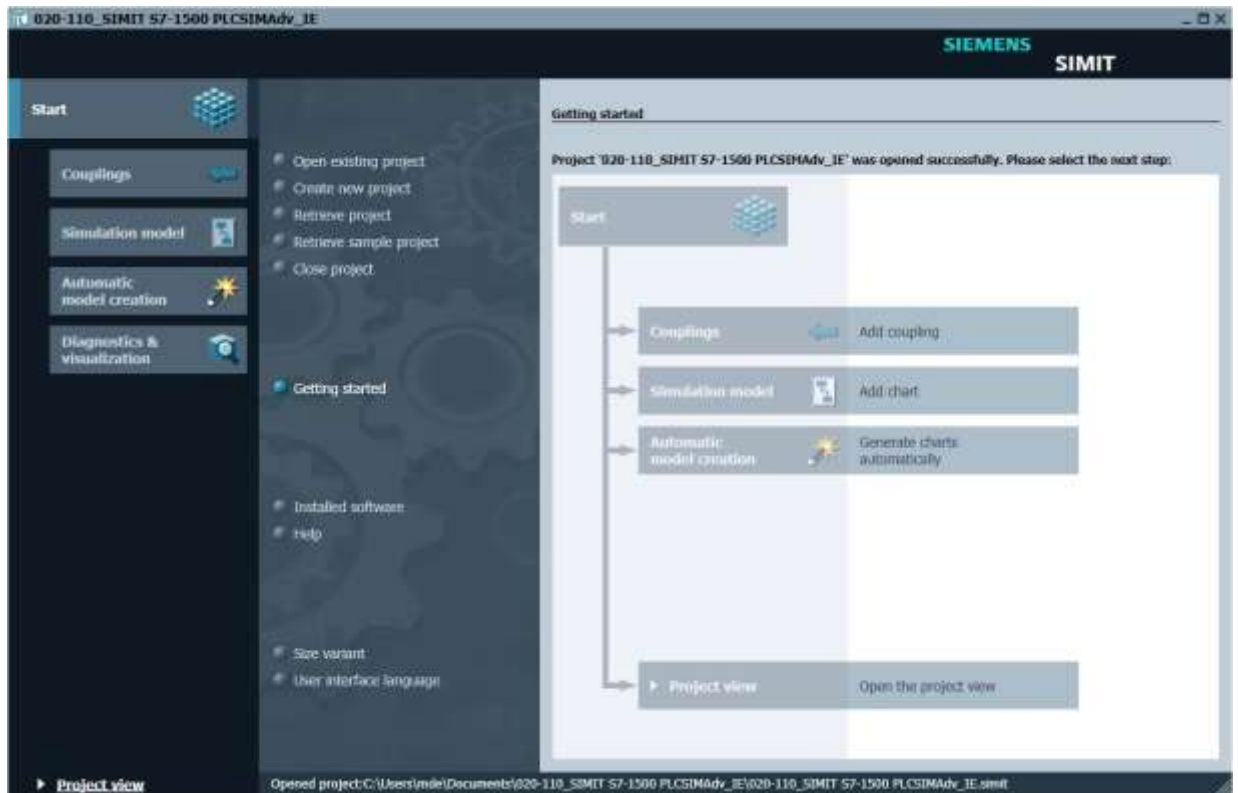 020-110_SIMIT S7-1500 PLCSIMAdv_IE
SIEMENS
SIMIT
Start
Couplings
Simulation model
Automatic
model creation
Diagnostics &
visualization
Open existing project
Create new project
Retrieve project
Retrieve sample project
Close project
Getting started
Installed software
Help
Size variant
User interface language
Getting started
Project '020-110_SIMIT S7-1500 PLCSIMAdv_IE' was opened successfully. Please select the next step:
Start
Couplings
Add coupling
Simulation model
Add chart
Automatic
model creation
Generate charts
automatically
Project view
Open the project view
Project view
Opened project:C:\Users\mde\Documents\020-110_SIMIT S7-1500 PLCSIMAdv_IE\020-110_SIMIT S7-1500 PLCSIMAdv_IE.simit